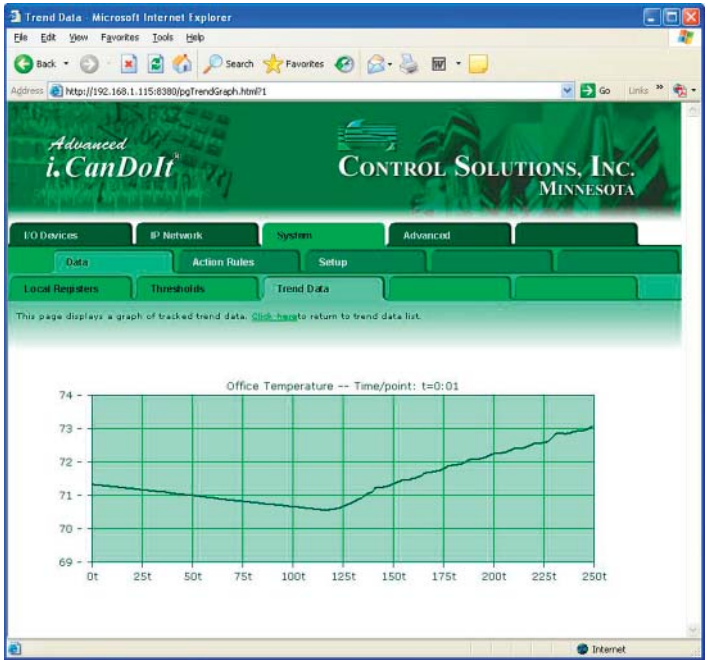 Trend Data - Microsoft Internet Explorer
File Edit View Favorites Tools Help
Back Search Favorites
Address http://192.168.1.115:8380/pgTrendGraph.html?1 Go Links »
Advanced
i.CanDoIt®
CONTROL SOLUTIONS, INC.
MINNESOTA
I/O Devices IP Network System Advanced
Data Action Rules Setup
Local Registers Thresholds Trend Data
This page displays a graph of tracked trend data. Click hereto return to trend data list.
Office Temperature -- Time/point: t=0:01
74
73
72
71
70
69
0t 25t 50t 75t 100t 125t 150t 175t 200t 225t 250t
Internet